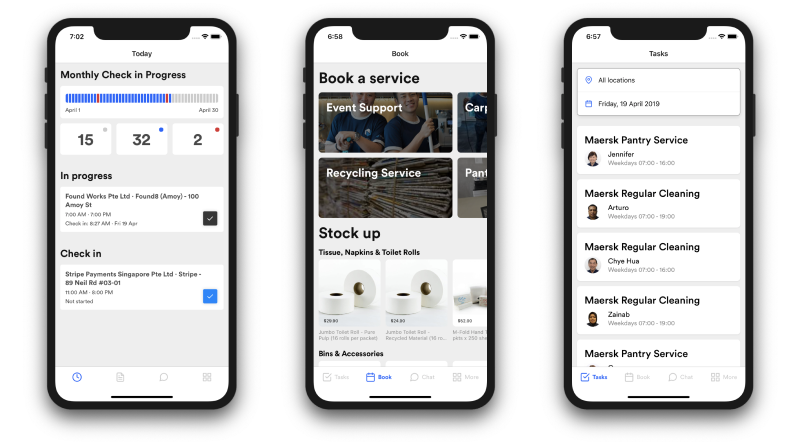 7:02
Today
Monthly Check in Progress
April 1
April 30
15
32
2
In progress
Found Works Pte Ltd · Found8 (Amoy) - 100
Amoy St
7:00 AM - 7:00 PM
Check in: 8:27 AM · Fri 19 Apr
Check in
Stripe Payments Singapore Pte Ltd · Stripe -
89 Neil Rd #03-01
11:00 AM - 8:00 PM
Not started
6:58
Book
Book a service
Event Support
Carp
Recycling Service
Pant
Stock up
Tissue, Napkins & Toilet Rolls
$29.50
$24.50
$52.50
Jumbo Toilet Roll - Pure
Pulp (16 rolls per packet)
Jumbo Toilet Roll -
Recycled Material (16 ro...
M-Fold Hand T
pkts x 250 she
Bins & Accessories
Tasks
Book
Chat
More
6:57
Tasks
All locations
Friday, 19 April 2019
Maersk Pantry Service
Jennifer
Weekdays 07:00 - 16:00
Maersk Regular Cleaning
Arturo
Weekdays 07:00 - 19:00
Maersk Regular Cleaning
Chye Hua
Weekdays 07:00 - 16:00
Maersk Regular Cleaning
Zainab
Weekdays 07:00 - 19:00
Maersk Pantry Service
Tasks
Book
Chat
More